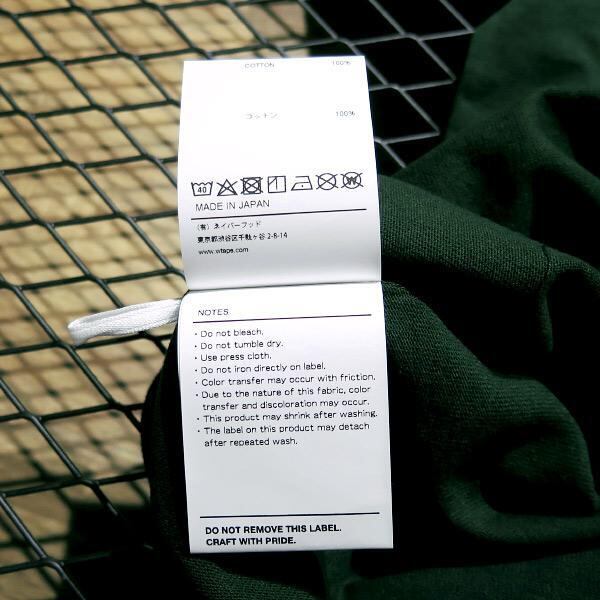 COTTON 100%
コットン 100%
40
MADE IN JAPAN
(有) ネイバーフッド
東京都渋谷区千駄ヶ谷 2-8-14
www.wtaps.com
NOTES
・Do not bleach.
・Do not tumble dry.
・Use press cloth.
・Do not iron directly on label.
・Color transfer may occur with friction.
・Due to the nature of this fabric, color
transfer and discoloration may occur.
・This product may shrink after washing.
・The label on this product may detach
after repeated wash.
DO NOT REMOVE THIS LABEL.
CRAFT WITH PRIDE.